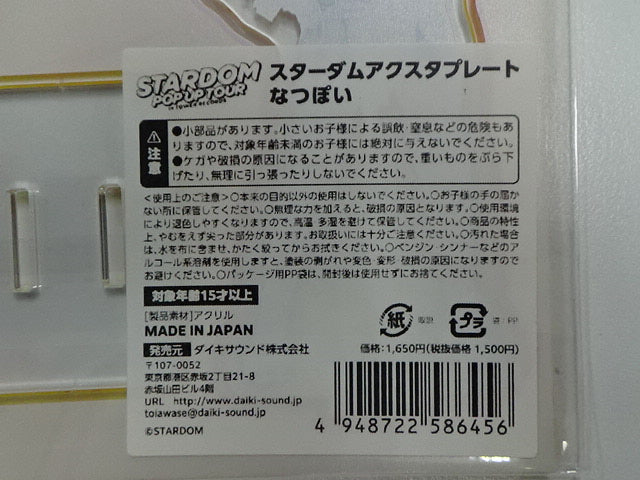 STARDOM
POP UP TOUR
IN TOWER RECORDS
スターダムアクスタプレート
なつぽい
注意
●小部品があります。小さいお子様による誤飲・窒息などの危険もあ
りますので、対象年齢未満のお子様には絶対に与えないでください。
●ケガや破損の原因になることがありますので、重いものをぶら下
げたり、無理に引っ張ったりしないでください。
<使用上のご注意>○本来の目的以外の使用はしないでください。○お子様の手の届か
ない所に保管してください。○無理な力を加えると、破損の原因となります。○使用環境
により退色しやすくなりますので、高温・多湿を避けて保管してください。○商品の特性
上、やむをえず尖った部分があります。お取扱いには十分ご注意ください。○汚れた場合
は、水を布に含ませ、かたく絞ってからお拭きください。○ベンジン・シンナーなどのア
ルコール系溶剤を使用しますと、塗装の剥がれや変色・変形・破損の原因になりますので
お避けください。○パッケージ用PP袋は、開封後は使用せずにお捨てください。
対象年齢15才以上
[製品素材]アクリル
MADE IN JAPAN
紙
プラ
袋:PP
発売元 ダイキサウンド株式会社
価格:1,650円(税抜価格 1,500円)
〒107-0052
東京都港区赤坂2丁目21-8
赤坂山田ビル4階
URL http://www.daiki-sound.jp
toiawase@daiki-sound.jp
©STARDOM
4 948722 586456